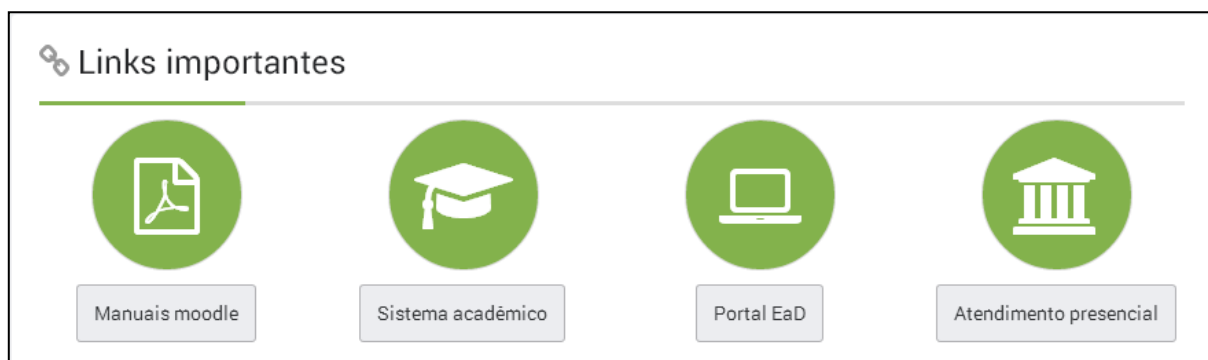 Links importantes
Manuais moodle
Sistema acadêmico
Portal EaD
Atendimento presencial